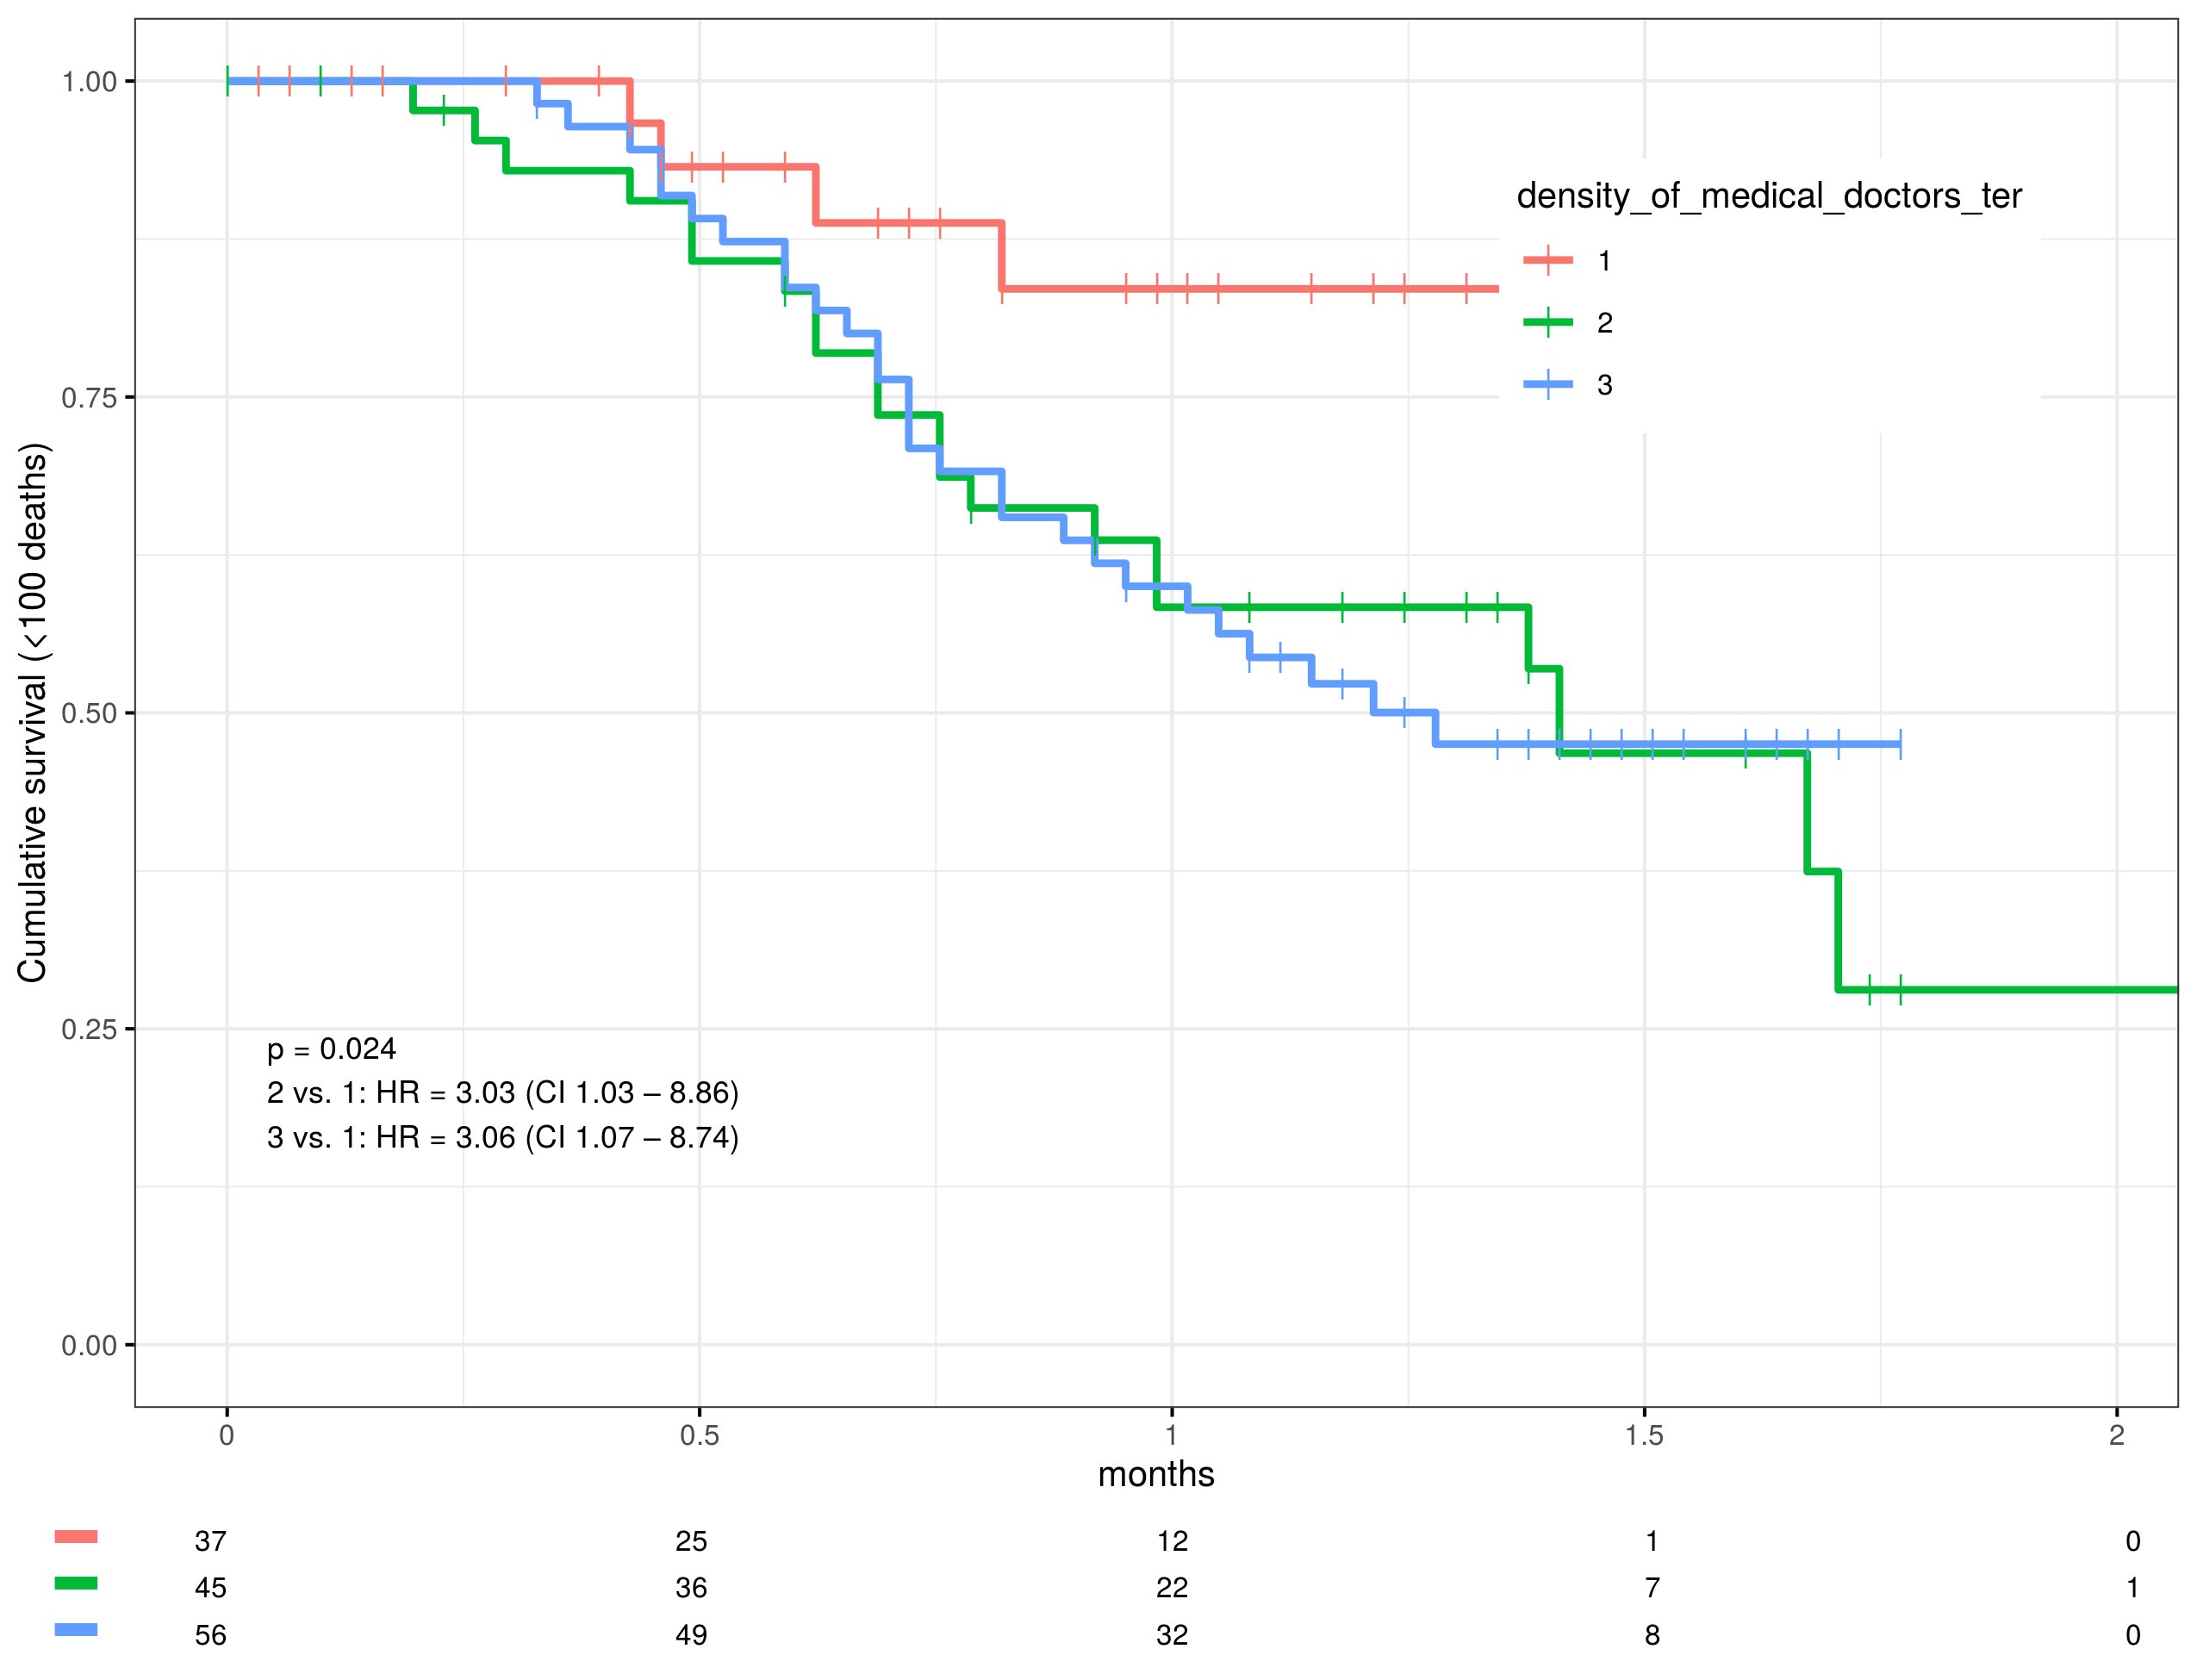 1.00
0.75
0.50
0.25
0.00
Cumulative survival (<100 deaths)
density_of_medical_doctors_ter
1
2
3
p = 0.024
2 vs. 1: HR = 3.03 (CI 1.03 – 8.86)
3 vs. 1: HR = 3.06 (CI 1.07 – 8.74)
0 0.5 1 1.5 2
months
37 25 12 1 0
45 36 22 7 1
56 49 32 8 0